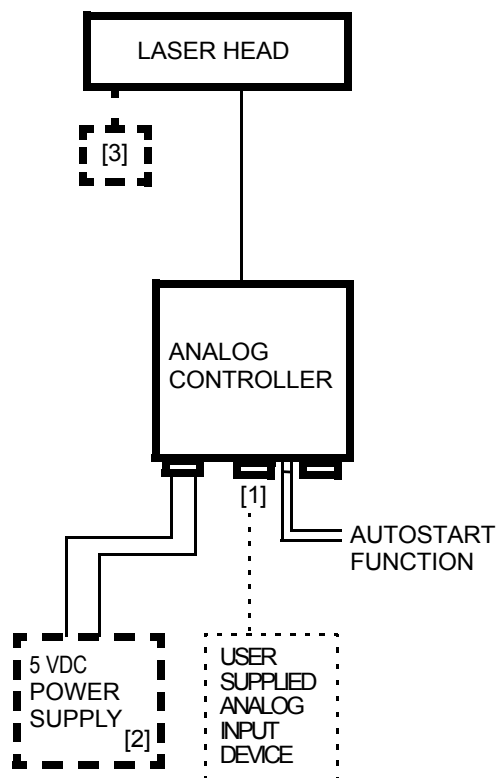 LASER HEAD
[3]
ANALOG
CONTROLLER
[1]
AUTOSTART
FUNCTION
5 VDC
POWER
SUPPLY
[2]
USER
SUPPLIED
ANALOG
INPUT
DEVICE